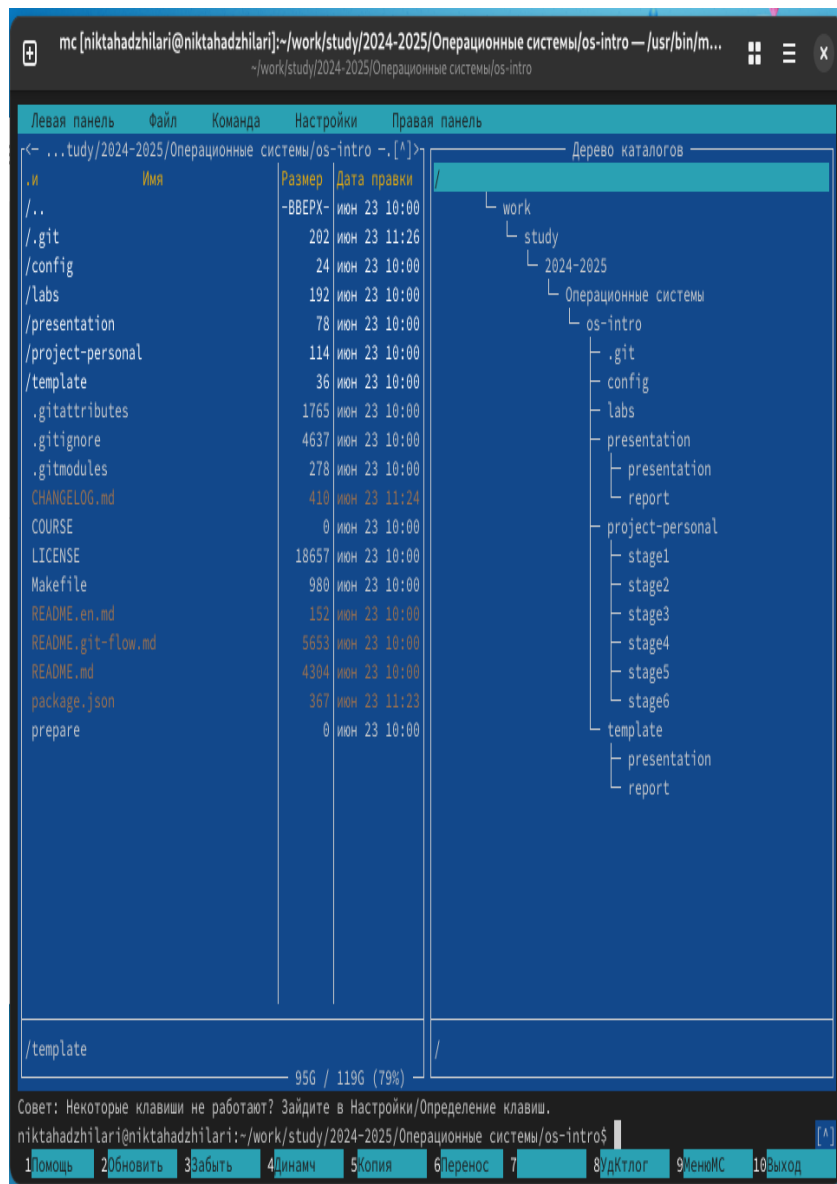 mc [niktahadzhilari@niktahadzhilari]:~/work/study/2024-2025/Операционные системы/os-intro — /usr/bin/m...
~/work/study/2024-2025/Операционные системы/os-intro
Левая панель Файл Команда Настройки Правая панель
<— ...tudy/2024-2025/Операционные системы/os-intro —.[^]>
.и Имя Размер Дата правки
/.. -ВВЕРХ- июн 23 10:00
/.git 202 июн 23 11:26
/config 24 июн 23 10:00
/labs 192 июн 23 10:00
/presentation 78 июн 23 10:00
/project-personal 114 июн 23 10:00
/template 36 июн 23 10:00
.gitattributes 1765 июн 23 10:00
.gitignore 4637 июн 23 10:00
.gitmodules 278 июн 23 10:00
CHANGELOG.md 410 июн 23 11:24
COURSE 0 июн 23 10:00
LICENSE 18657 июн 23 10:00
Makefile 980 июн 23 10:00
README.en.md 152 июн 23 10:00
README.git-flow.md 5653 июн 23 10:00
README.md 4304 июн 23 10:00
package.json 367 июн 23 11:23
prepare 0 июн 23 10:00
/template
95G / 119G (79%)
Дерево каталогов
/
work
study
2024-2025
Операционные системы
os-intro
.git
config
labs
presentation
presentation
report
project-personal
stage1
stage2
stage3
stage4
stage5
stage6
template
presentation
report
/
Совет: Некоторые клавиши не работают? Зайдите в Настройки/Определение клавиш.
niktahadzhilari@niktahadzhilari:~/work/study/2024-2025/Операционные системы/os-intro$ [^]
1Помощь 2Обновить 3Забыть 4Динамч 5Копия 6Перенос 7 8УдКтлог 9МенюМС 10Выход